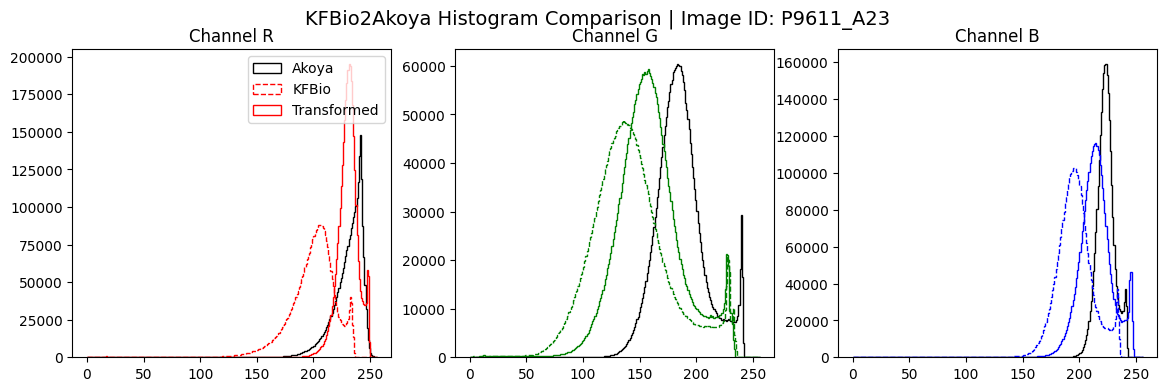 KFBio2Akoya Histogram Comparison | Image ID: P9611_A23
Channel R
Channel G
Channel B
Akoya
KFBio
Transformed
200000
175000
150000
125000
100000
75000
50000
25000
0
0 50 100 150 200 250
60000
50000
40000
30000
20000
10000
0
0 50 100 150 200 250
160000
140000
120000
100000
80000
60000
40000
20000
0
0 50 100 150 200 250